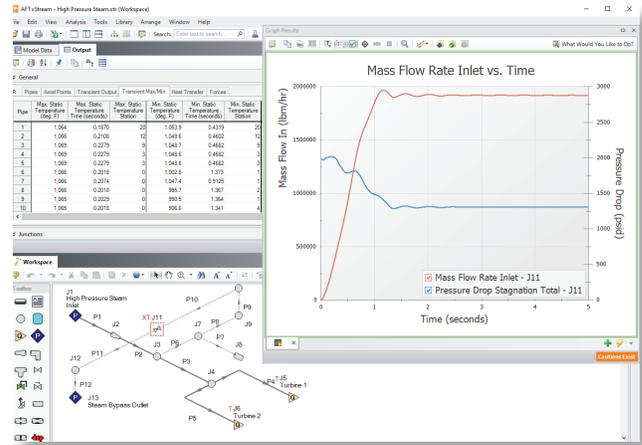 AFT xStream - High Pressure Steam.str (Workspace)
File Edit View Analysis Tools Library Arrange Window Help
Search: Enter text to search...
Model Data Output
General
Pipes Axial Points Transient Output Transient Max/Min Heat Transfer Forces
Pipe Max. Static Temperature (deg. F) Max. Static Temperature Time (seconds) Max. Static Temperature Station Min. Static Temperature (deg. F) Min. Static Temperature Time (seconds) Min. Static Temperature Station
1 1,064 0.1870 20 1,053.9 0.4319 20
2 1,066 0.2108 12 1,049.6 0.4602 12
3 1,069 0.2279 9 1,048.7 0.4682 9
4 1,069 0.2279 3 1,048.6 0.4682 3
5 1,069 0.2279 3 1,048.6 0.4682 3
6 1,066 0.2018 0 1,002.6 1.373 1
7 1,066 0.2074 0 1,047.4 0.9125 1
8 1,066 0.2018 0 995.7 1.367 2
9 1,065 0.2029 0 990.5 1.364 1
10 1,065 0.2018 0 906.6 1.341 4
Junctions
Workspace
Toolbox
J1
High Pressure Steam
Inlet
P10
P1
J2
XT J11
J9
P9
P8
J7
P7
J8
P11
P2
J3
P6
P3
J12
J4
P12
P4
TJ5
Turbine 1
J13
Steam Bypass Outlet
P5
TJ6
Turbine 2
Graph Results
What Would You Like to Do?
Mass Flow Rate Inlet vs. Time
Mass Flow In (lbm/hr)
2000000
1500000
1000000
500000
0
Pressure Drop (psid)
3000
2500
2000
1500
1000
500
0
Mass Flow Rate Inlet - J11
Pressure Drop Stagnation Total - J11
0 1 2 3 4 5
Time (seconds)
Cautions Exist